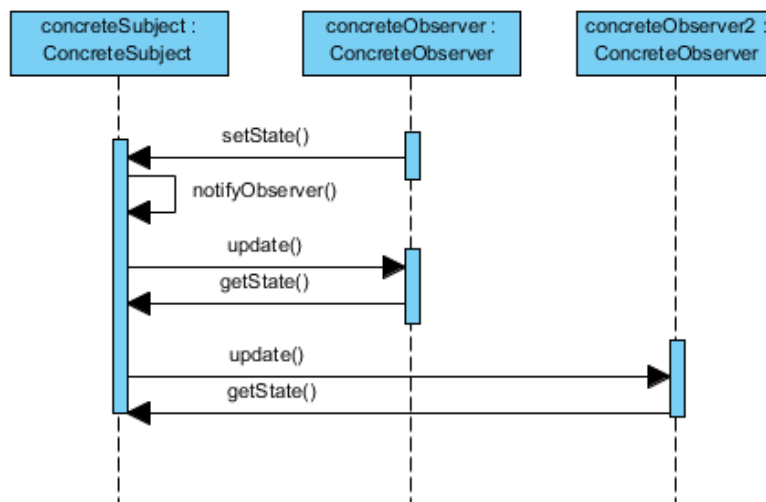 concreteSubject :
ConcreteSubject
concreteObserver :
ConcreteObserver
concreteObserver2 :
ConcreteObserver
setState()
notifyObserver()
update()
getState()
update()
getState()